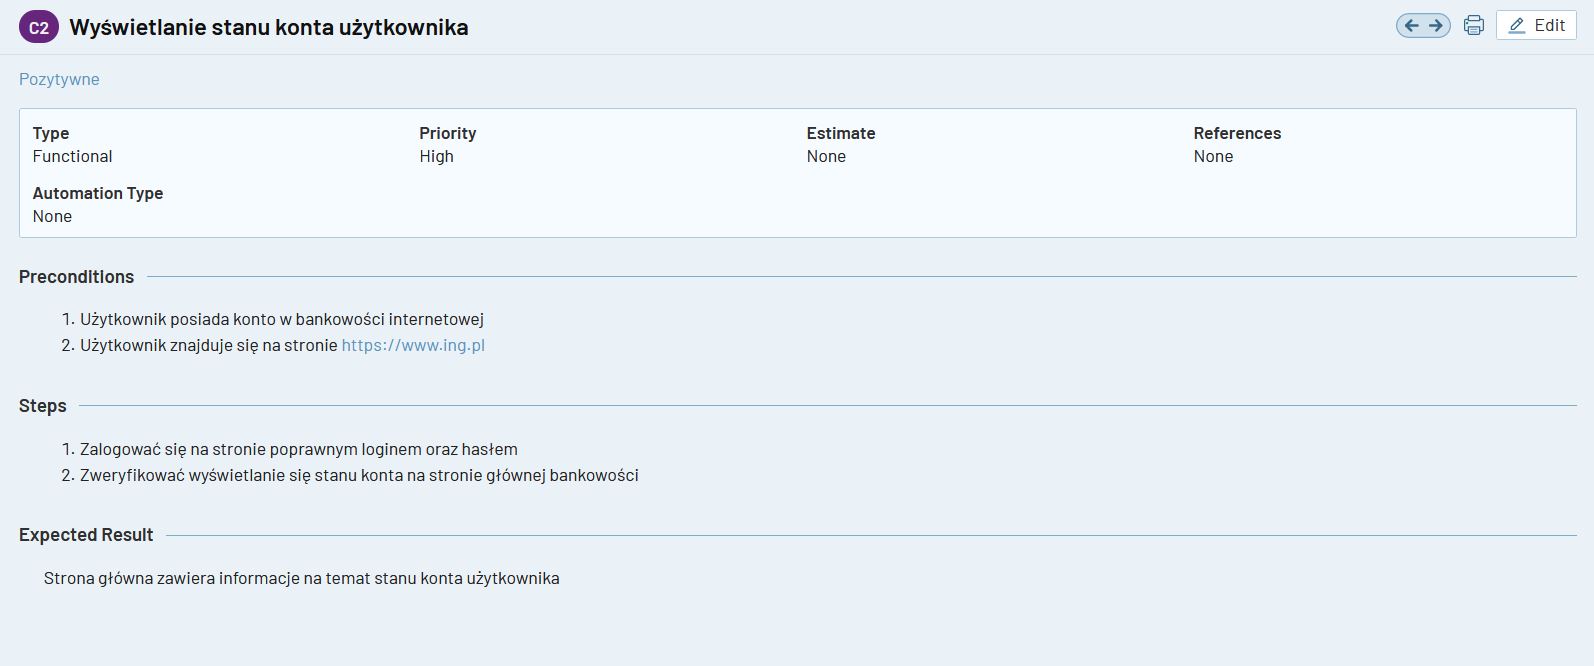 C2 Wyświetlanie stanu konta użytkownika
Edit
Pozytywne
Type Priority Estimate References
Functional High None None
Automation Type
None
Preconditions
1. Użytkownik posiada konto w bankowości internetowej
2. Użytkownik znajduje się na stronie https://www.ing.pl
Steps
1. Zalogować się na stronie poprawnym loginem oraz hasłem
2. Zweryfikować wyświetlanie się stanu konta na stronie głównej bankowości
Expected Result
Strona główna zawiera informacje na temat stanu konta użytkownika